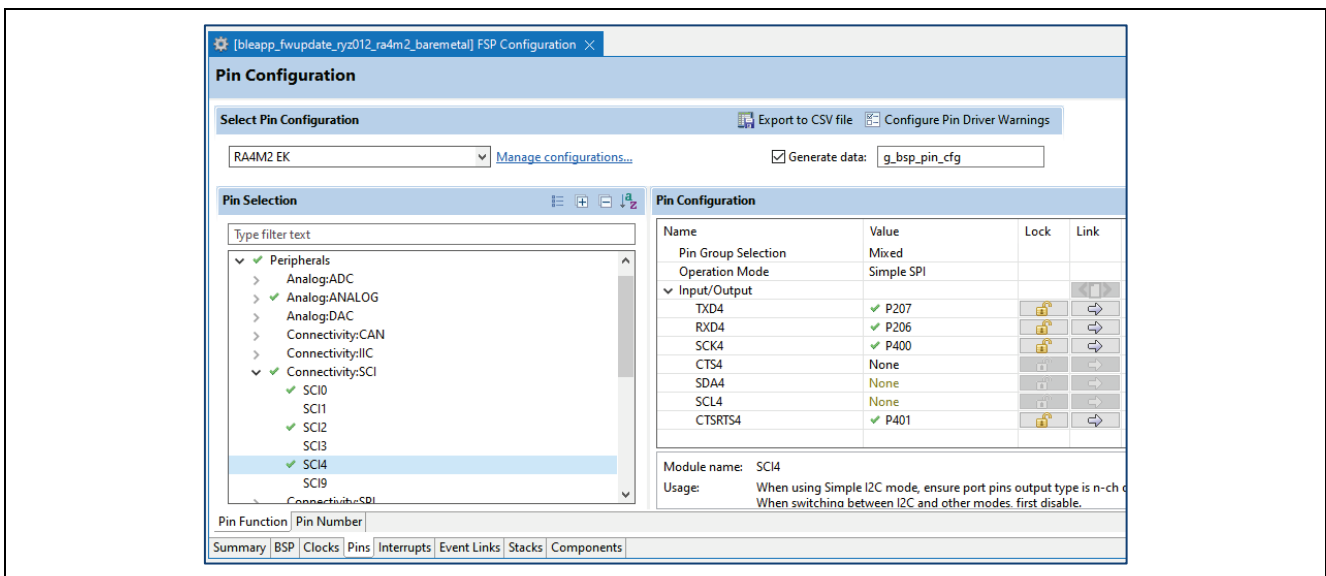 [bleapp_fwupdate_ryz012_ra4m2_baremetal] FSP Configuration
Pin Configuration
Select Pin Configuration
Export to CSV file
Configure Pin Driver Warnings
RA4M2 EK
Manage configurations...
Generate data:
g_bsp_pin_cfg
Pin Selection
Type filter text
Peripherals
Analog:ADC
Analog:ANALOG
Analog:DAC
Connectivity:CAN
Connectivity:IIC
Connectivity:SCI
SCI0
SCI1
SCI2
SCI3
SCI4
SCI9
Connectivity:SPI
Pin Configuration
Name Value Lock Link
Pin Group Selection Mixed
Operation Mode Simple SPI
Input/Output
TXD4 P207
RXD4 P206
SCK4 P400
CTS4 None
SDA4 None
SCL4 None
CTSRTS4 P401
Module name: SCI4
Usage: When using Simple I2C mode, ensure port pins output type is n-ch
When switching between I2C and other modes, first disable.
Pin Function Pin Number
Summary BSP Clocks Pins Interrupts Event Links Stacks Components